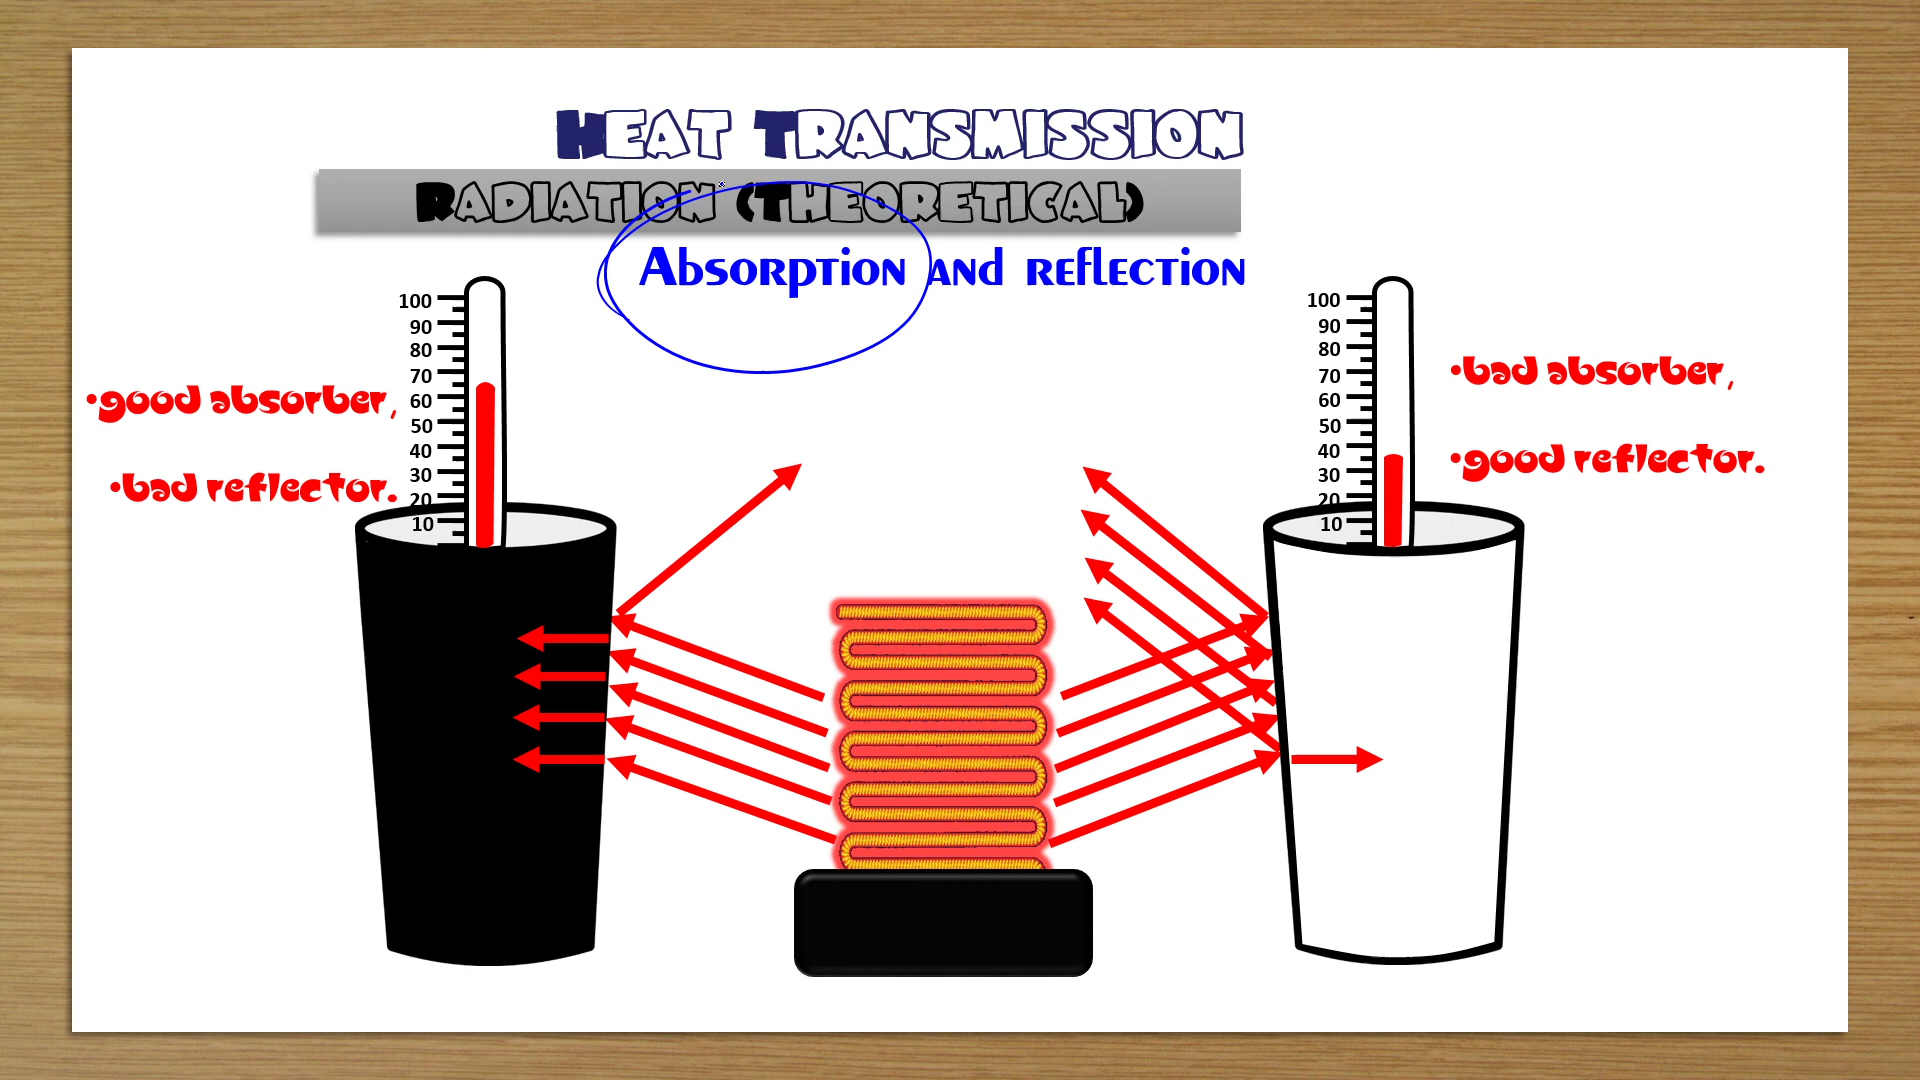 Heat Transmission
Radiation (Theoretical)
Absorption and reflection
100
90
80
70
60
50
40
30
20
10
•good absorber,
•bad reflector.
100
90
80
70
60
50
40
30
20
10
•bad absorber,
•good reflector.